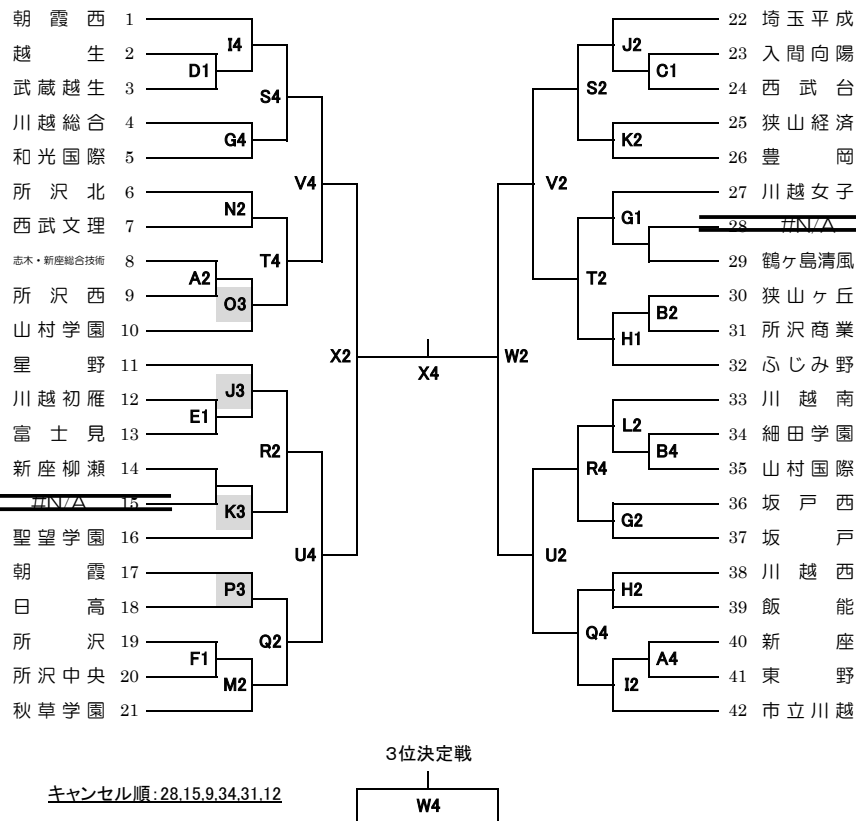 朝霞西 1
越生 2
武蔵越生 3
川越総合 4
和光国際 5
所沢北 6
西武文理 7
志木・新座総合技術 8
所沢西 9
山村学園 10
星野 11
川越初雁 12
富士見 13
新座柳瀬 14
#N/A 15
聖望学園 16
朝霞 17
日高 18
所沢 19
所沢中央 20
秋草学園 21
I4
D1
S4
G4
V4
N2
T4
A2
O3
X2
J3
E1
R2
K3
U4
P3
Q2
F1
M2
X4
W2
J2
C1
S2
K2
V2
G1
T2
B2
H1
L2
B4
R4
G2
U2
H2
Q4
A4
I2
22 埼玉平成
23 入間向陽
24 西武台
25 狭山経済
26 豊岡
27 川越女子
28 #N/A
29 鶴ヶ島清風
30 狭山ヶ丘
31 所沢商業
32 ふじみ野
33 川越南
34 細田学園
35 山村国際
36 坂戸西
37 坂戸
38 川越西
39 飯能
40 新座
41 東野
42 市立川越
3位決定戦
W4
キャンセル順:28,15,9,34,31,12